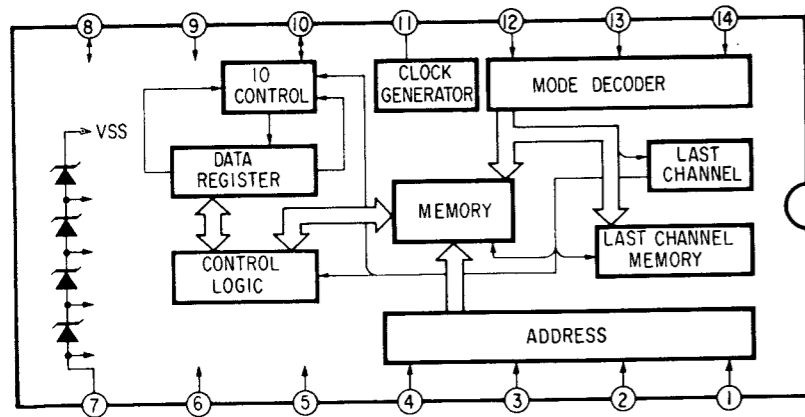 8 9 10 11 12 13 14
IO
CONTROL
CLOCK
GENERATOR
MODE DECODER
VSS
DATA
REGISTER
LAST
CHANNEL
MEMORY
CONTROL
LOGIC
LAST CHANNEL
MEMORY
ADDRESS
7 6 5 4 3 2 1